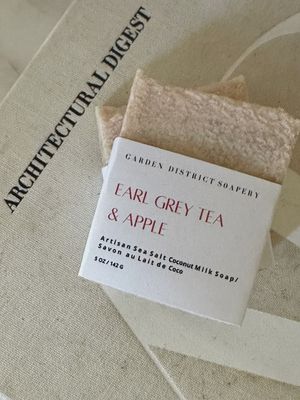 ARCHITECTURAL DIGEST
GARDEN DISTRICT SOAPERY
EARL GREY TEA
& APPLE
Artisan Sea Salt Coconut Milk Soap/
Savon au Lait de Coco
5 OZ / 142 G